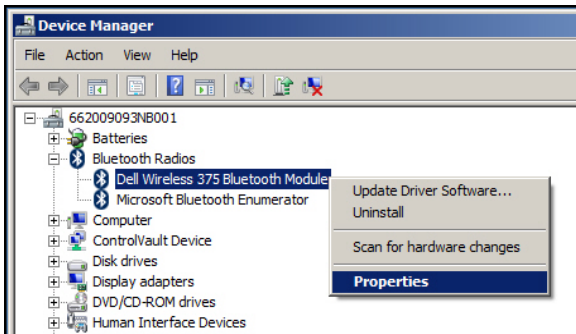 Device Manager
File Action View Help
662009093NB001
Batteries
Bluetooth Radios
Dell Wireless 375 Bluetooth Module
Microsoft Bluetooth Enumerator
Computer
ControlVault Device
Disk drives
Display adapters
DVD/CD-ROM drives
Human Interface Devices
Update Driver Software...
Uninstall
Scan for hardware changes
Properties